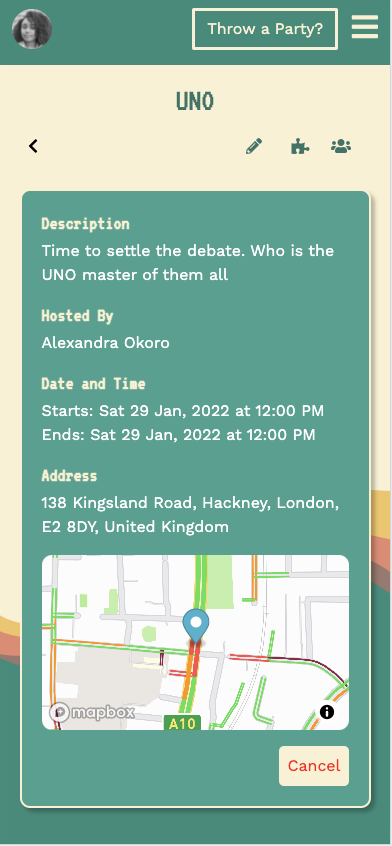 Throw a Party?
UNO
Description
Time to settle the debate. Who is the
UNO master of them all
Hosted By
Alexandra Okoro
Date and Time
Starts: Sat 29 Jan, 2022 at 12:00 PM
Ends: Sat 29 Jan, 2022 at 12:00 PM
Address
138 Kingsland Road, Hackney, London,
E2 8DY, United Kingdom
mapbox
A10
Cancel